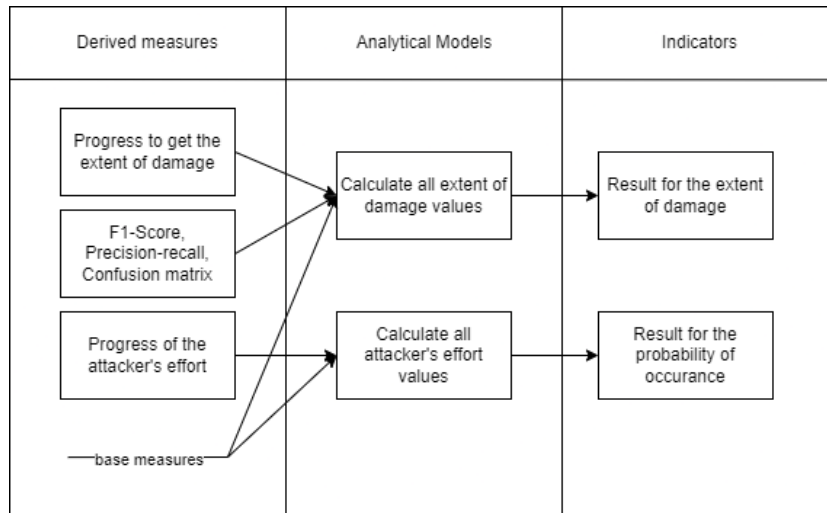 Derived measures
Analytical Models
Indicators
Progress to get the
extent of damage
F1-Score,
Precision-recall,
Confusion matrix
Progress of the
attacker's effort
base measures
Calculate all extent of
damage values
Calculate all
attacker's effort
values
Result for the extent
of damage
Result for the
probability of
occurance